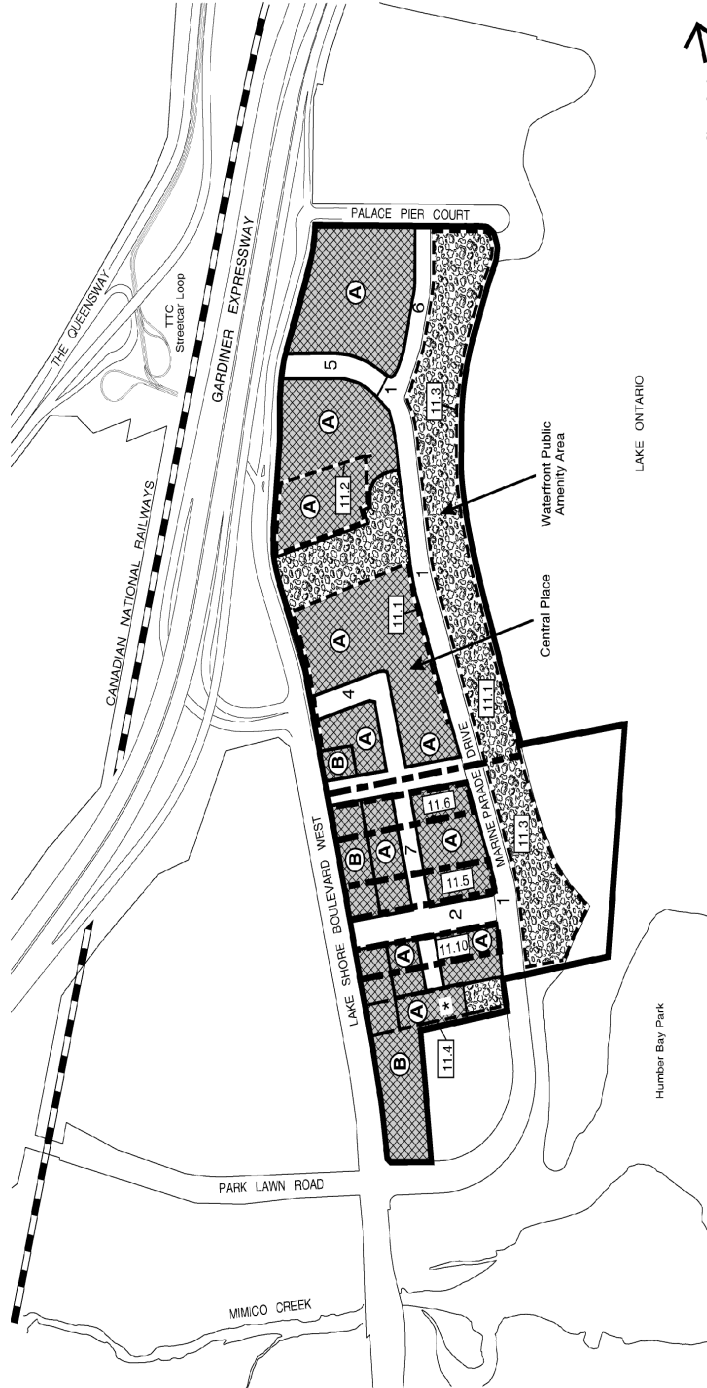 PALACE PIER COURT
THE QUEENSWAY
TTC
Streetcar Loop
GARDINER EXPRESSWAY
A
6
5
1
11.3
A
LAKE ONTARIO
11.2
A
Waterfront Public
Amenity Area
CANADIAN NATIONAL RAILWAYS
1
11.1
A
Central Place
4
11.1
A
B
A
DRIVE
MARINE PARADE
11.6
11.3
LAKE SHORE BOULEVARD WEST
B
A
7
A
11.5
2
1
A
11.10
A
A
*
11.4
B
Humber Bay Park
PARK LAWN ROAD
MIMICO CREEK